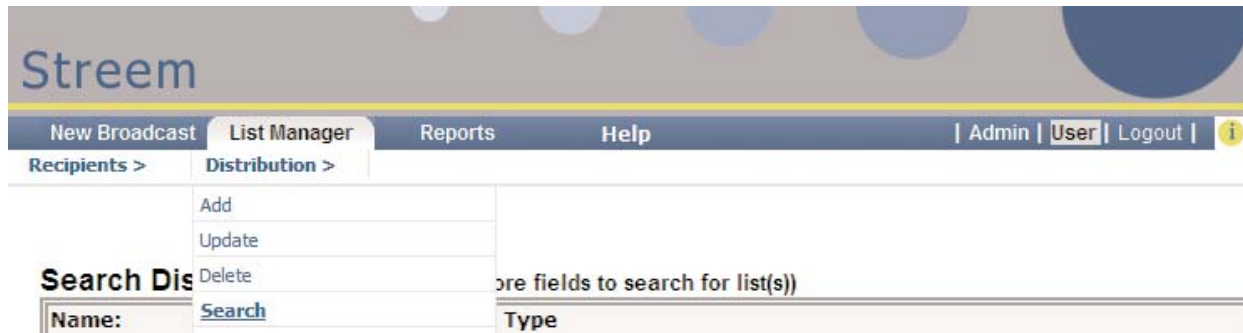 Streem
New Broadcast List Manager Reports Help | Admin | User | Logout | i
Recipients > Distribution >
Add
Update
Delete
Search
Search Dis ore fields to search for list(s))
Name: Type